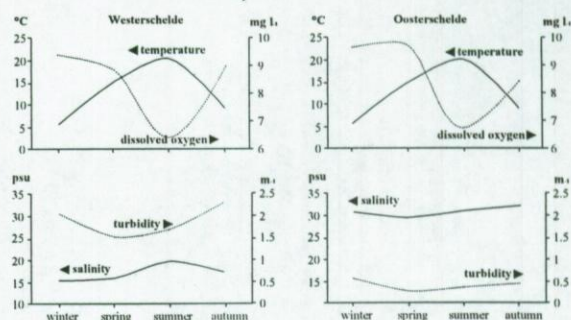 °C Westerschelde mg l. °C Oosterschelde mg l.
25 10 25 10
20 temperature 9 20 temperature 9
15 15
10 8 10 8
5 7 5 7
0 dissolved oxygen 6 0 dissolved oxygen 6
psu m. psu m.
35 2.5 35 2.5
30 turbidity 2 30 salinity 2
25 1.5 25 1.5
20 1 20 1
15 salinity 0.5 15 turbidity 0.5
10 0 0
winter spring summer autumn winter spring summer autumn